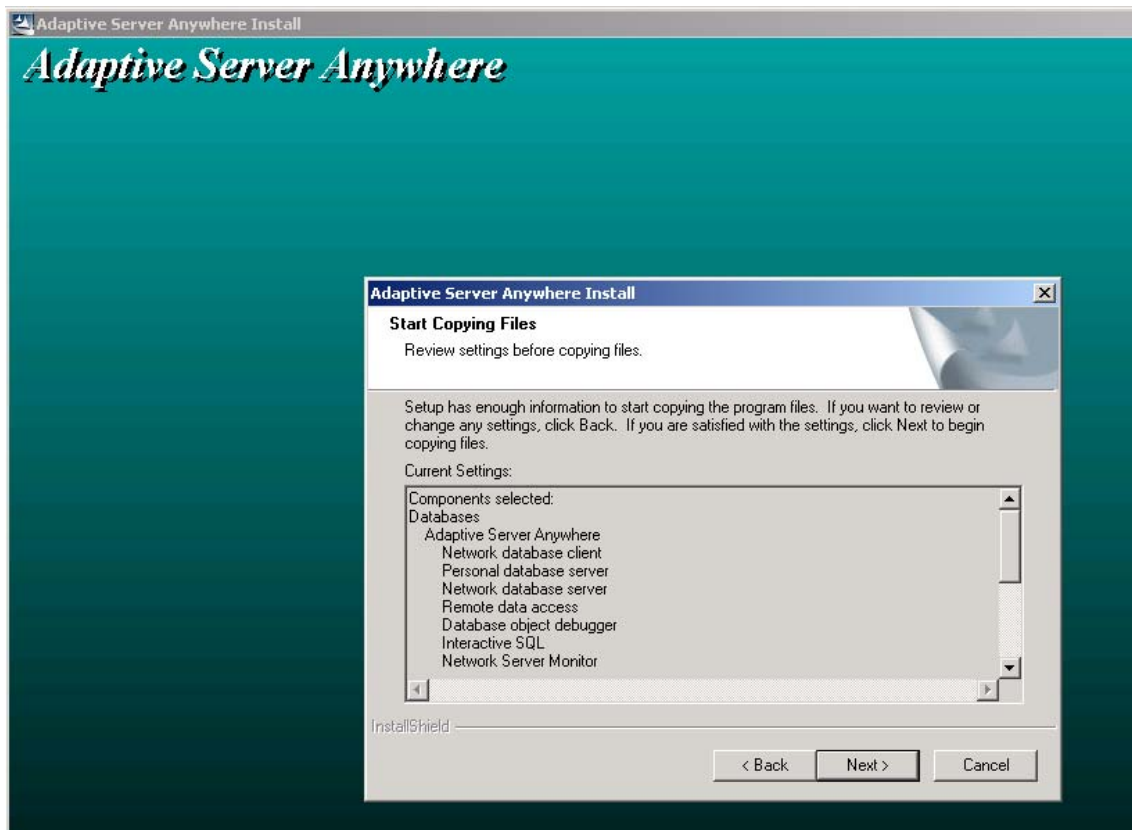 Adaptive Server Anywhere Install
Adaptive Server Anywhere
Adaptive Server Anywhere Install
Start Copying Files
Review settings before copying files.
Setup has enough information to start copying the program files. If you want to review or
change any settings, click Back. If you are satisfied with the settings, click Next to begin
copying files.
Current Settings:
Components selected:
Databases
Adaptive Server Anywhere
Network database client
Personal database server
Network database server
Remote data access
Database object debugger
Interactive SQL
Network Server Monitor
InstallShield
< Back
Next >
Cancel